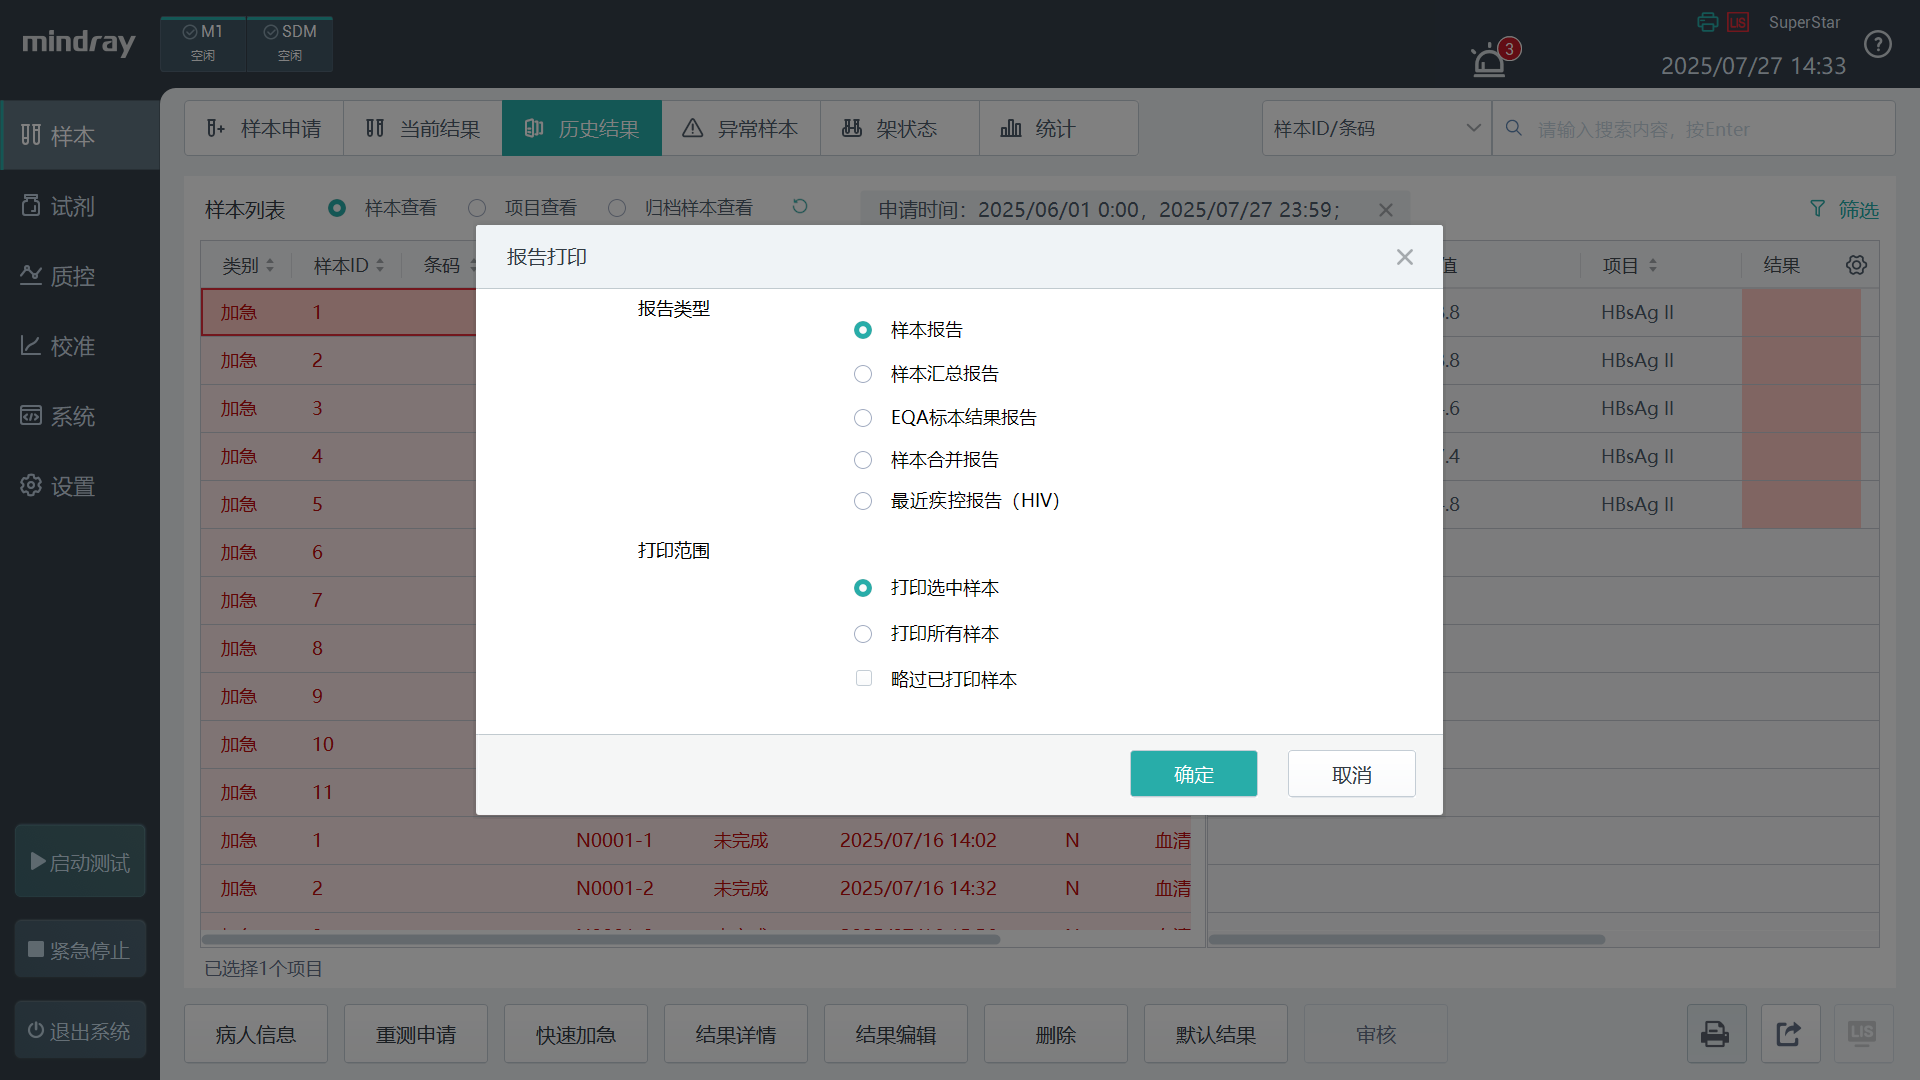 mindray
M1
空闲
SDM
空闲
3
LIS
SuperStar
2025/07/27 14:33
样本
试剂
质控
校准
系统
设置
启动测试
紧急停止
退出系统
样本申请
当前结果
历史结果
异常样本
架状态
统计
样本ID/条码
请输入搜索内容，按Enter
样本列表
样本查看
项目查看
归档样本查看
申请时间：2025/06/01 0:00，2025/07/27 23:59；
筛选
类别 样本ID 条码
值 项目 结果
加急 1 .8 HBsAg II
加急 2 .8 HBsAg II
加急 3 .6 HBsAg II
加急 4 .4 HBsAg II
加急 5 .8 HBsAg II
加急 6
加急 7
加急 8
加急 9
加急 10
加急 11
加急 1 N0001-1 未完成 2025/07/16 14:02 N 血清
加急 2 N0001-2 未完成 2025/07/16 14:32 N 血清
已选择1个项目
报告打印
报告类型
样本报告
样本汇总报告
EQA标本结果报告
样本合并报告
最近疾控报告（HIV）
打印范围
打印选中样本
打印所有样本
略过已打印样本
确定
取消
病人信息
重测申请
快速加急
结果详情
结果编辑
删除
默认结果
审核
LIS